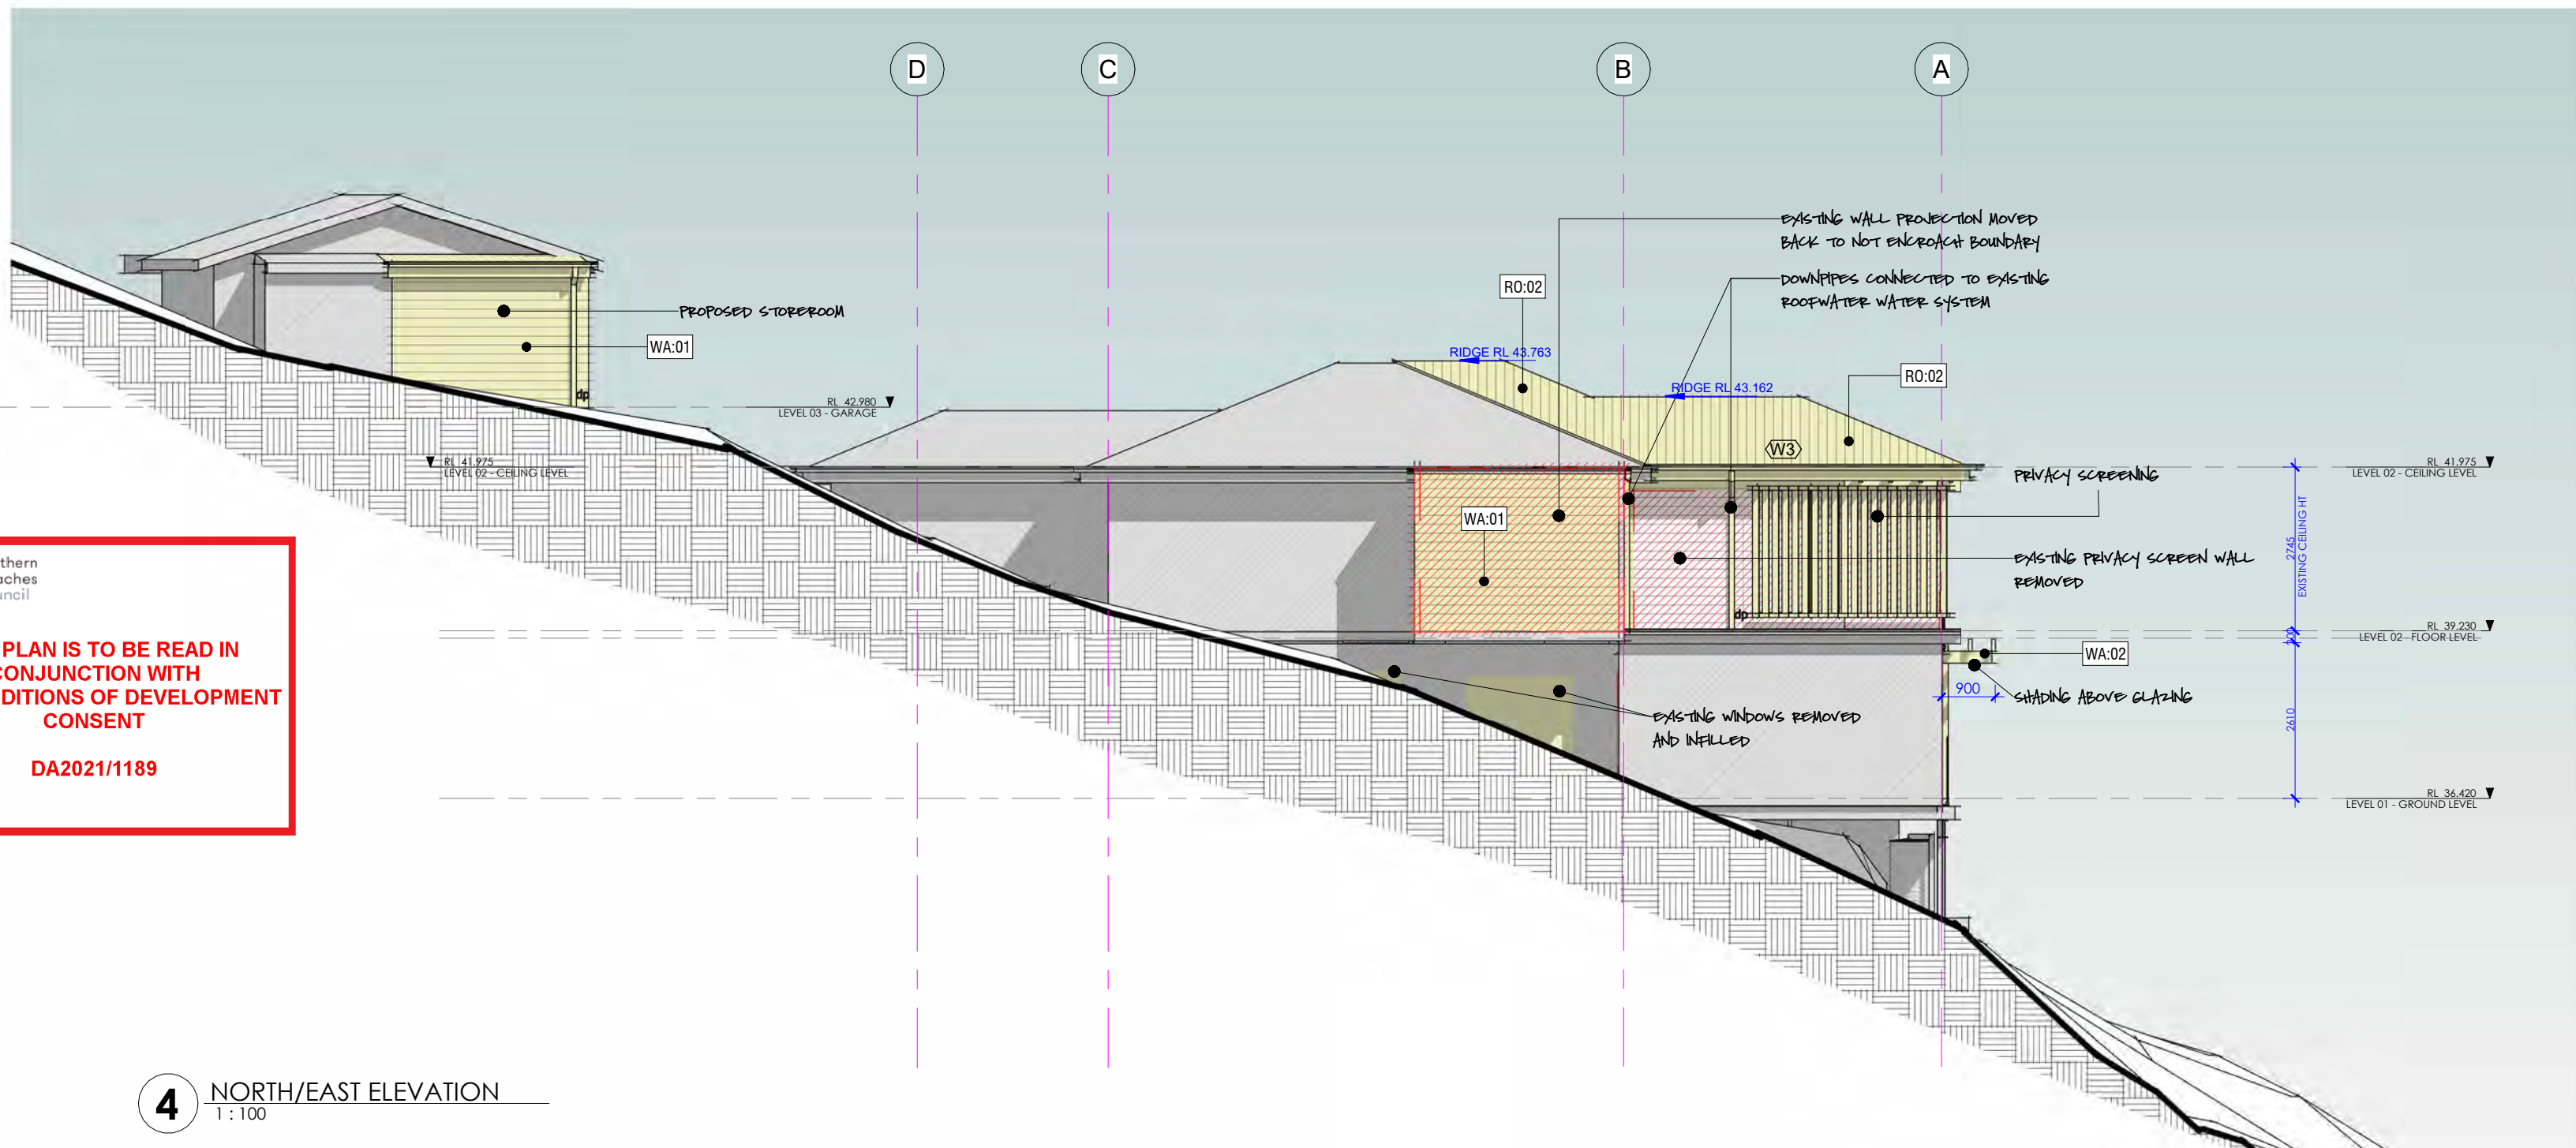 D
C
B
A
EXISTING WALL PROJECTION MOVED
BACK TO NOT ENCROACH BOUNDARY
DOWNPIPES CONNECTED TO EXISTING
ROOFWATER WATER SYSTEM
RO:02
PROPOSED STOREROOM
WA:01
RIDGE RL 43.763
RO:02
RIDGE RL 43.162
dp
RL 42.980
LEVEL 03 - GARAGE
W3
RL 41.975
LEVEL 02 - CEILING LEVEL
RL 41.975
LEVEL 02 - CEILING LEVEL
PRIVACY SCREENING
WA:01
2745
EXISTING CEILING HT
EXISTING PRIVACY SCREEN WALL
REMOVED
thern
aches
uncil
dp
RL 39.230
LEVEL 02 - FLOOR LEVEL
PLAN IS TO BE READ IN
CONJUNCTION WITH
DITIONS OF DEVELOPMENT
CONSENT
DA2021/1189
WA:02
900
SHADING ABOVE GLAZING
EXISTING WINDOWS REMOVED
AND INFILLED
2610
RL 36.420
LEVEL 01 - GROUND LEVEL
4
NORTH/EAST ELEVATION
1 : 100